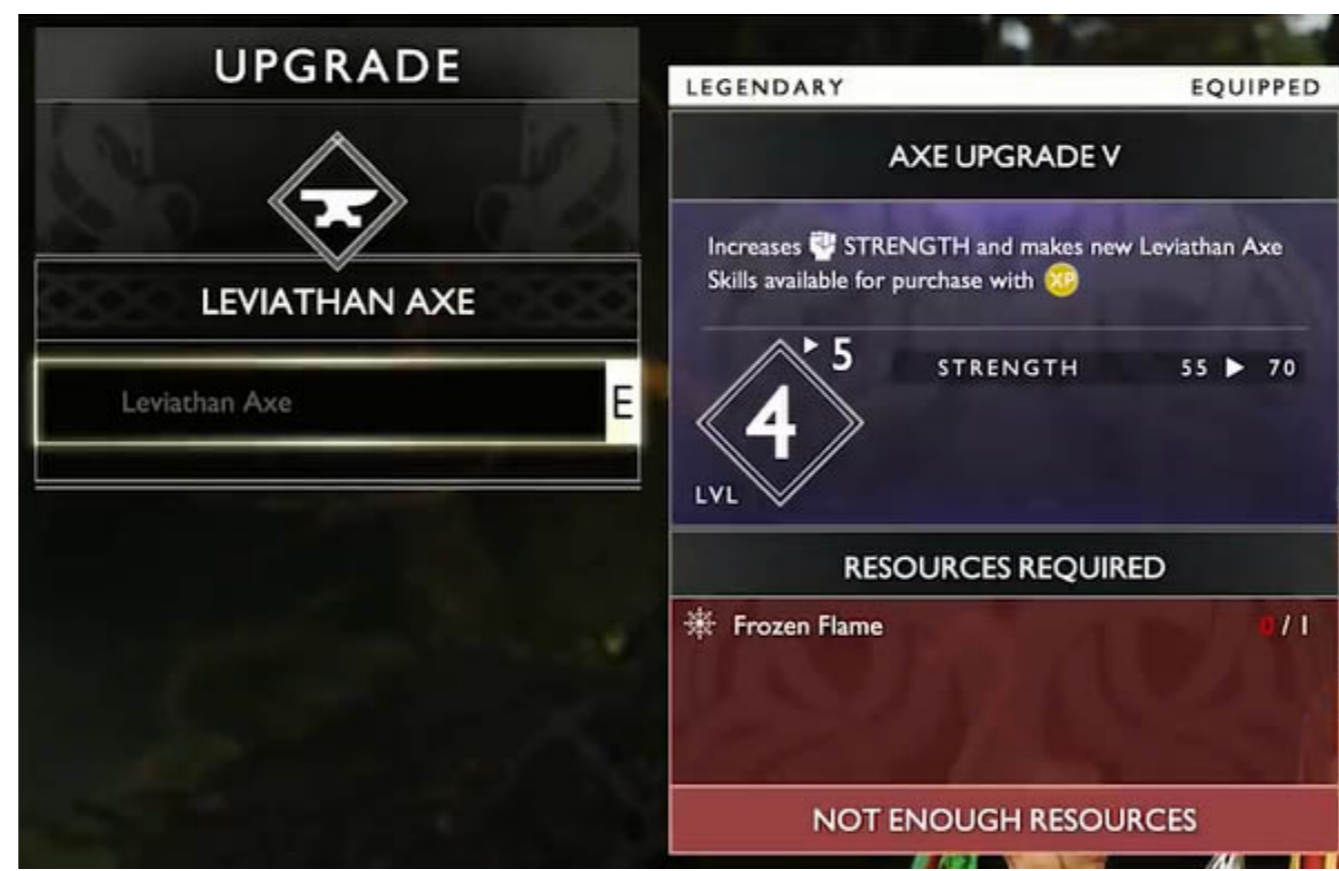 UPGRADE
LEVIATHAN AXE
Leviathan Axe
E
LEGENDARY EQUIPPED
AXE UPGRADE V
Increases STRENGTH and makes new Leviathan Axe
Skills available for purchase with XP
4 5
LVL
STRENGTH 55 70
RESOURCES REQUIRED
Frozen Flame 0 / 1
NOT ENOUGH RESOURCES